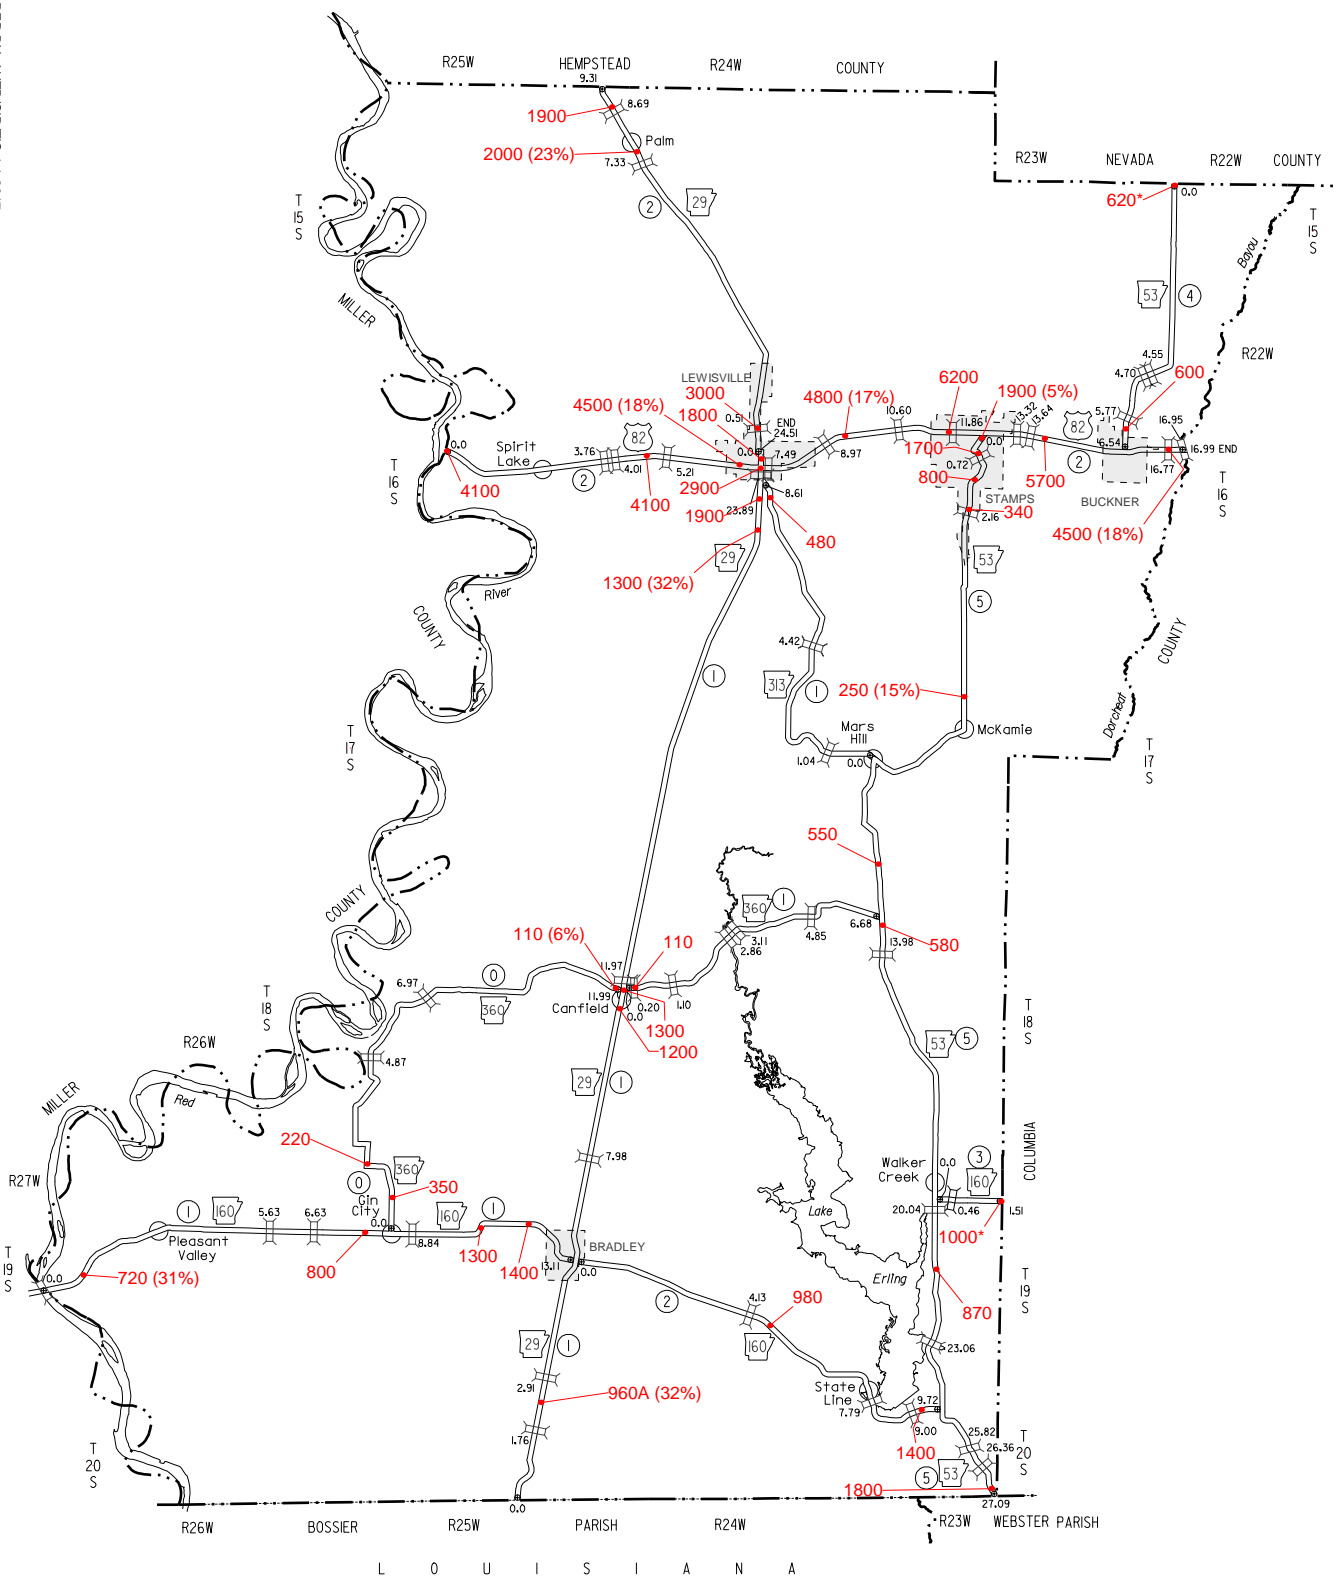 R25W HEMPSTEAD R24W COUNTY
9.31
8.69
1900
Palm
2000 (23%)
7.33
R23W NEVADA R22W COUNTY
620*
0.0
29
2
T
15
S
T
15
S
Bayou
MILLER
53
4
R22W
4.55
4.70
600
LEWISVILLE
3000
4500 (18%)
1800
0.51
END
24.51
4800 (17%)
6200
1900 (5%)
10.60
11.86
13.32
13.64
5.77
16.95
82
82
0.0
Spirit
Lake
3.76
4.01
5.21
0.0
7.49
8.97
1700
0.0
0.72
6.54
16.99 END
16.77
2
2
4100
4100
2900
8.61
800
5700
T
16
S
STAMPS
BUCKNER
T
16
S
1900
23.89
480
340
2.16
4500 (18%)
29
1300 (32%)
53
River
5
COUNTY
COUNTY
4.42
313
1
1
250 (15%)
Dorcheat
Mars
Hill
McKamie
1.04
0.0
T
17
S
T
17
S
550
COUNTY
360
1
3.11
2.86
4.85
6.68
580
110 (6%)
110
13.98
11.97
6.97
0
360
11.99
Canfield
0.20
0.0
1.10
1300
1200
T
18
S
T
18
S
53
5
R26W
4.87
MILLER
Red
29
1
220
7.98
Walker
Creek
0.0
3
160
COLUMBIA
R27W
0
360
Gin
City
350
Lake
20.04
0.46
1.51
1000*
1
160
5.63
6.63
0.0
160
1
8.84
Pleasant
Valley
1300
1400
BRADLEY
13.11
0.0
T
19
S
T
19
S
0.0
720 (31%)
800
Erling
870
2
4.13
980
160
29
1
23.06
State
Line
2.91
960A (32%)
7.79
9.72
9.00
1.76
1400
25.82
26.36
T
20
S
T
20
S
5
53
1800
0.0
27.09
R26W BOSSIER R25W PARISH R24W R23W WEBSTER PARISH
L O U I S I A N A